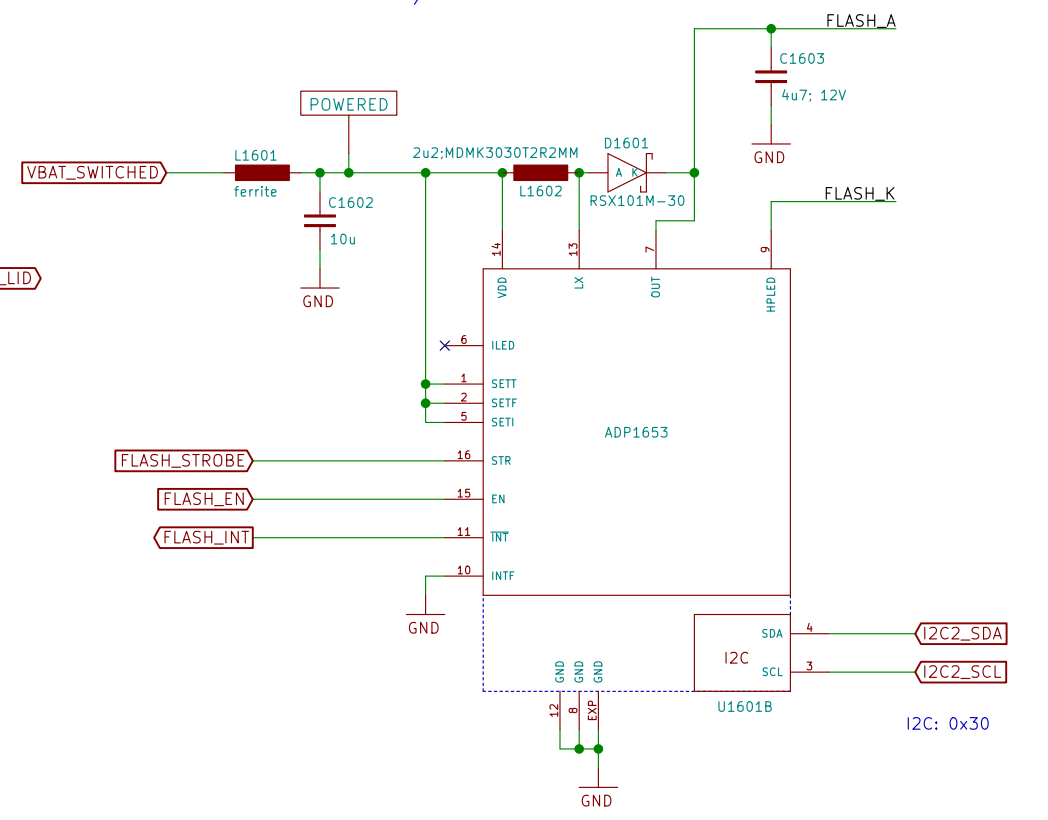 FLASH_A
C1603
4u7; 12V
GND
POWERED
VBAT_SWITCHED
L1601
ferrite
C1602
10u
GND
2u2;MDMK3030T2R2MM
L1602
D1601
A K
RSX101M-30
FLASH_K
_LID
14
13
7
9
VDD
LX
OUT
HPLED
6 ILED
1 SETT
2 SETF
5 SETI
ADP1653
FLASH_STROBE 16 STR
FLASH_EN 15 EN
FLASH_INT 11 INT
10 INTF
GND
SDA 4 I2C2_SDA
I2C
SCL 3 I2C2_SCL
GND
GND
GND
12
8
EXP
U1601B
I2C: 0x30
GND